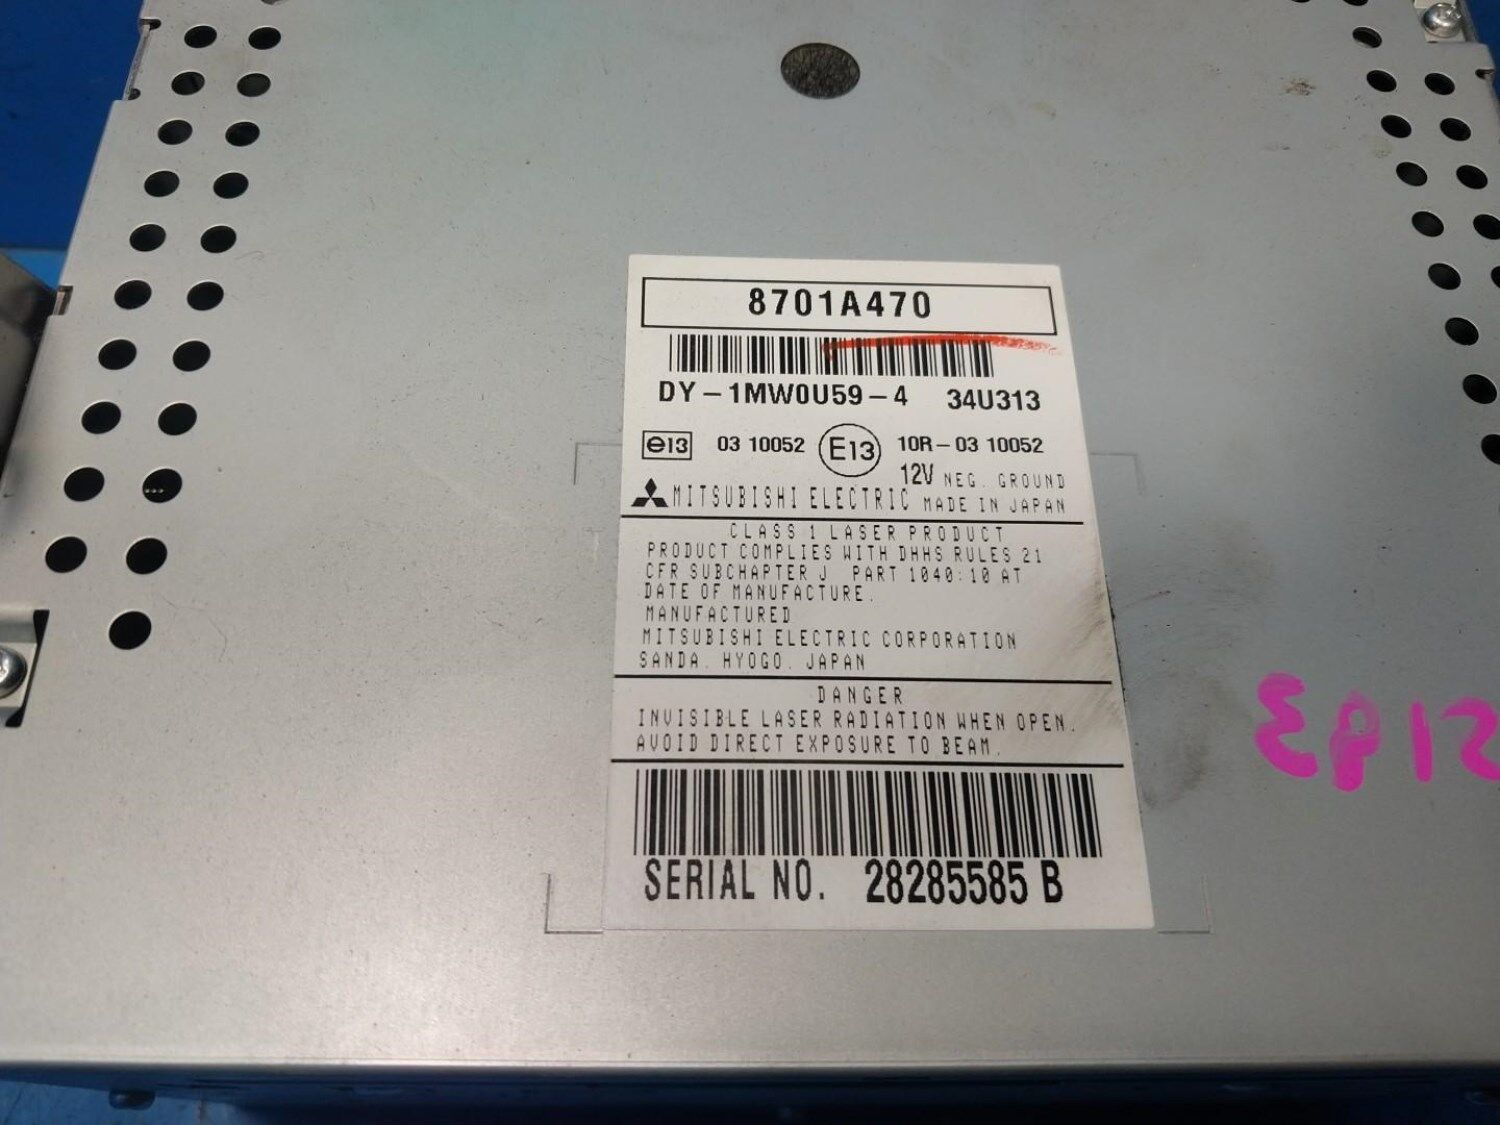 8701A470
DY-1MW0U59-4 34U313
e13 03 10052 E13 10R-03 10052
12V NEG. GROUND
MITSUBISHI ELECTRIC MADE IN JAPAN
CLASS 1 LASER PRODUCT
PRODUCT COMPLIES WITH DHHS RULES 21
CFR SUBCHAPTER J PART 1040:10 AT
DATE OF MANUFACTURE.
MANUFACTURED
MITSUBISHI ELECTRIC CORPORATION
SANDA. HYOGO. JAPAN
DANGER
INVISIBLE LASER RADIATION WHEN OPEN.
AVOID DIRECT EXPOSURE TO BEAM.
SERIAL NO. 28285585 B